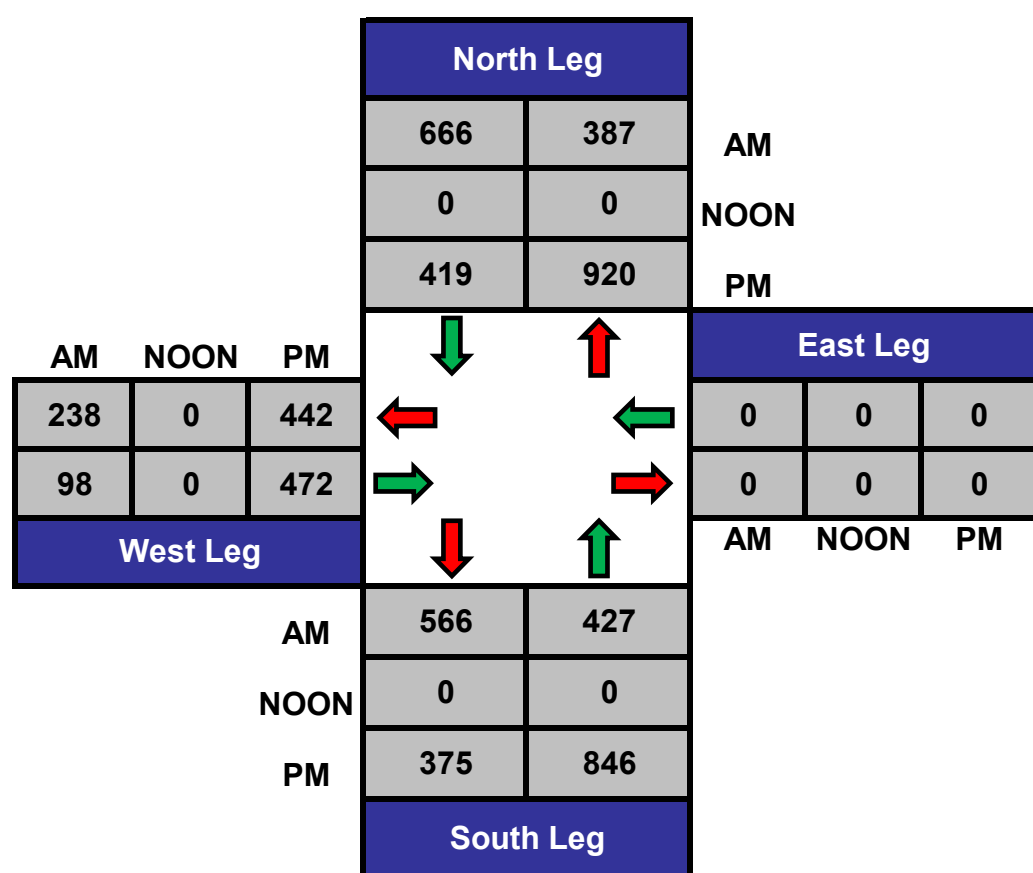 North Leg
666 387 AM
0 0 NOON
419 920 PM
East Leg
AM NOON PM
238 0 442 0 0 0
98 0 472 0 0 0
West Leg AM NOON PM
AM 566 427
NOON 0 0
PM 375 846
South Leg